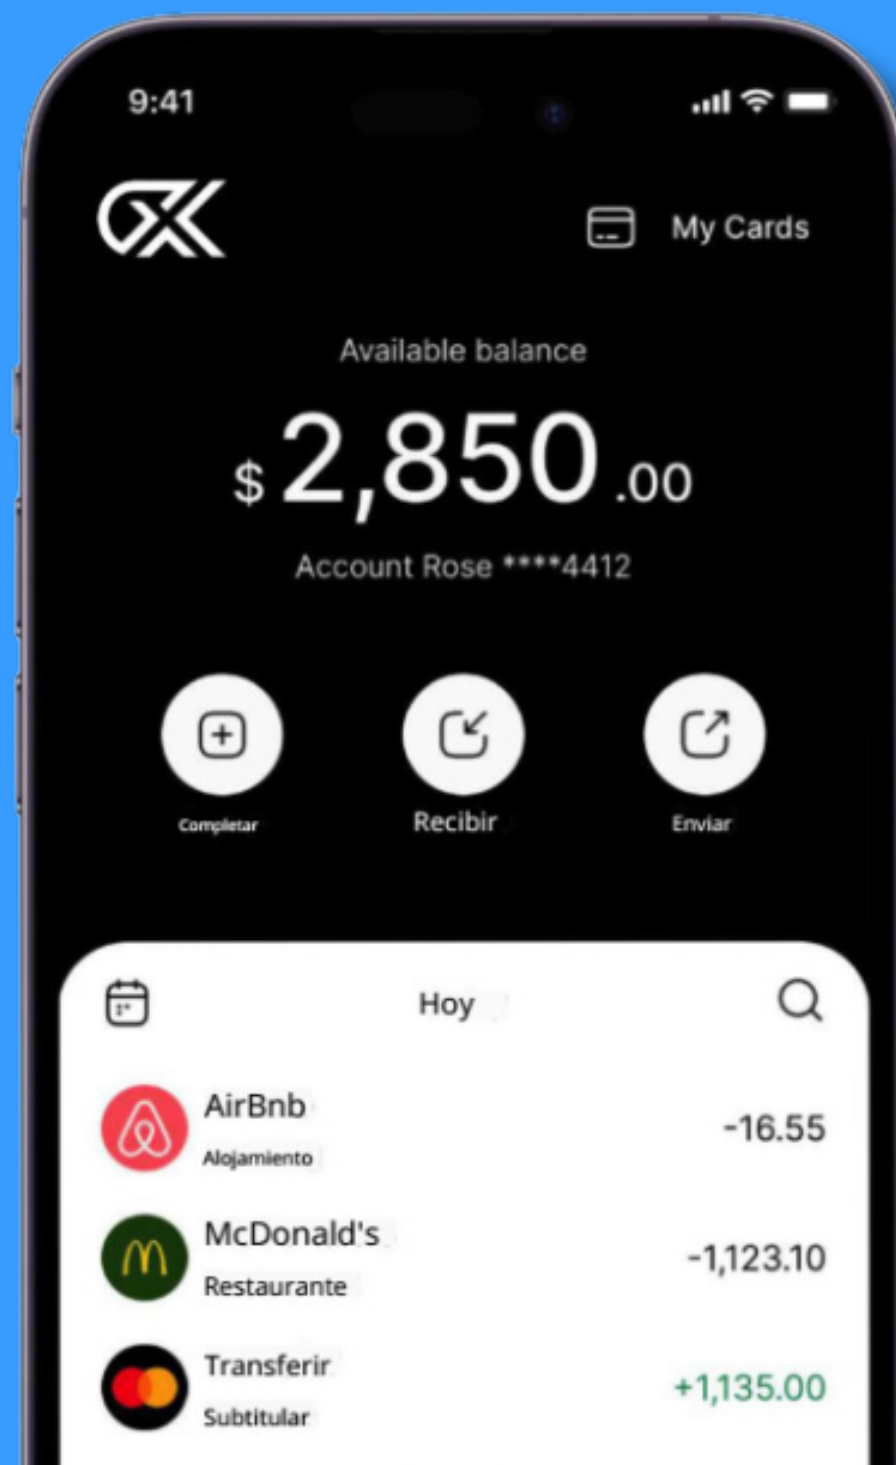 9:41
My Cards
Available balance
$2,850.00
Account Rose ****4412
Completar
Recibir
Enviar
Hoy
AirBnb
-16.55
Alojamiento
McDonald's
-1,123.10
Restaurante
Transferir
+1,135.00
Subtitular